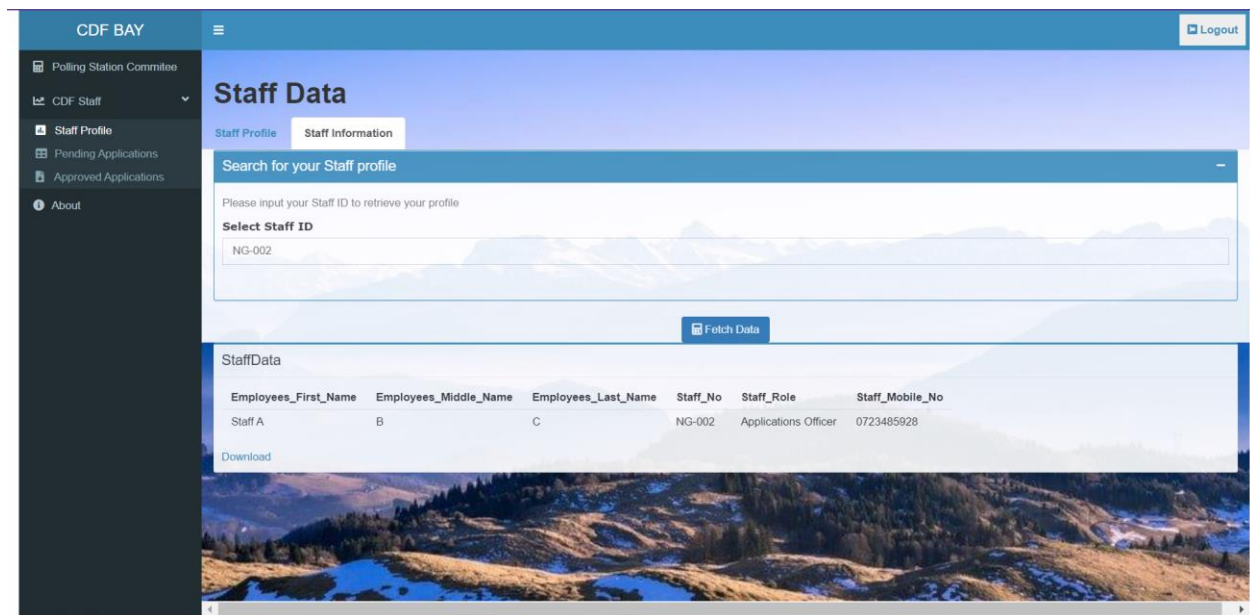 CDF BAY
Logout
Polling Station Commitee
CDF Staff
Staff Profile
Pending Applications
Approved Applications
About
Staff Data
Staff Profile Staff Information
Search for your Staff profile
Please input your Staff ID to retrieve your profile
Select Staff ID
NG-002
Fetch Data
StaffData
Employees_First_Name Employees_Middle_Name Employees_Last_Name Staff_No Staff_Role Staff_Mobile_No
Staff A B C NG-002 Applications Officer 0723485928
Download